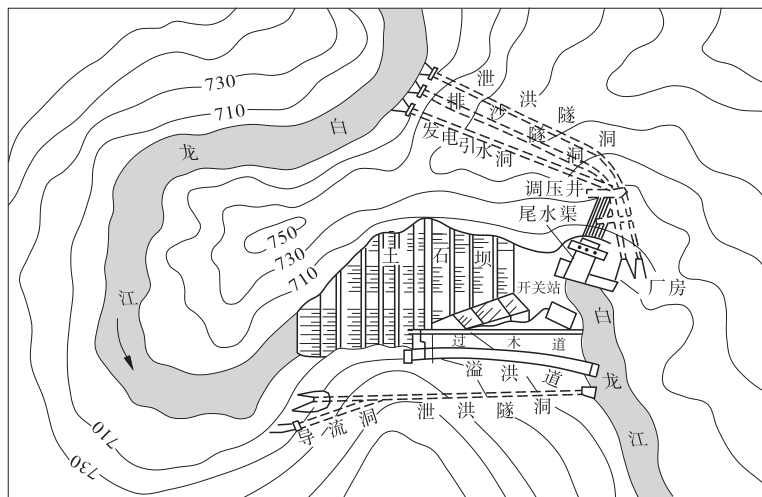 泄洪隧洞
排沙隧洞
发电引水洞
730
710
白龙江
调压井
尾水渠
厂房
750
730
710
土石坝
开关站
过木道
溢洪道
白龙江
导流洞
泄洪隧洞
710
730